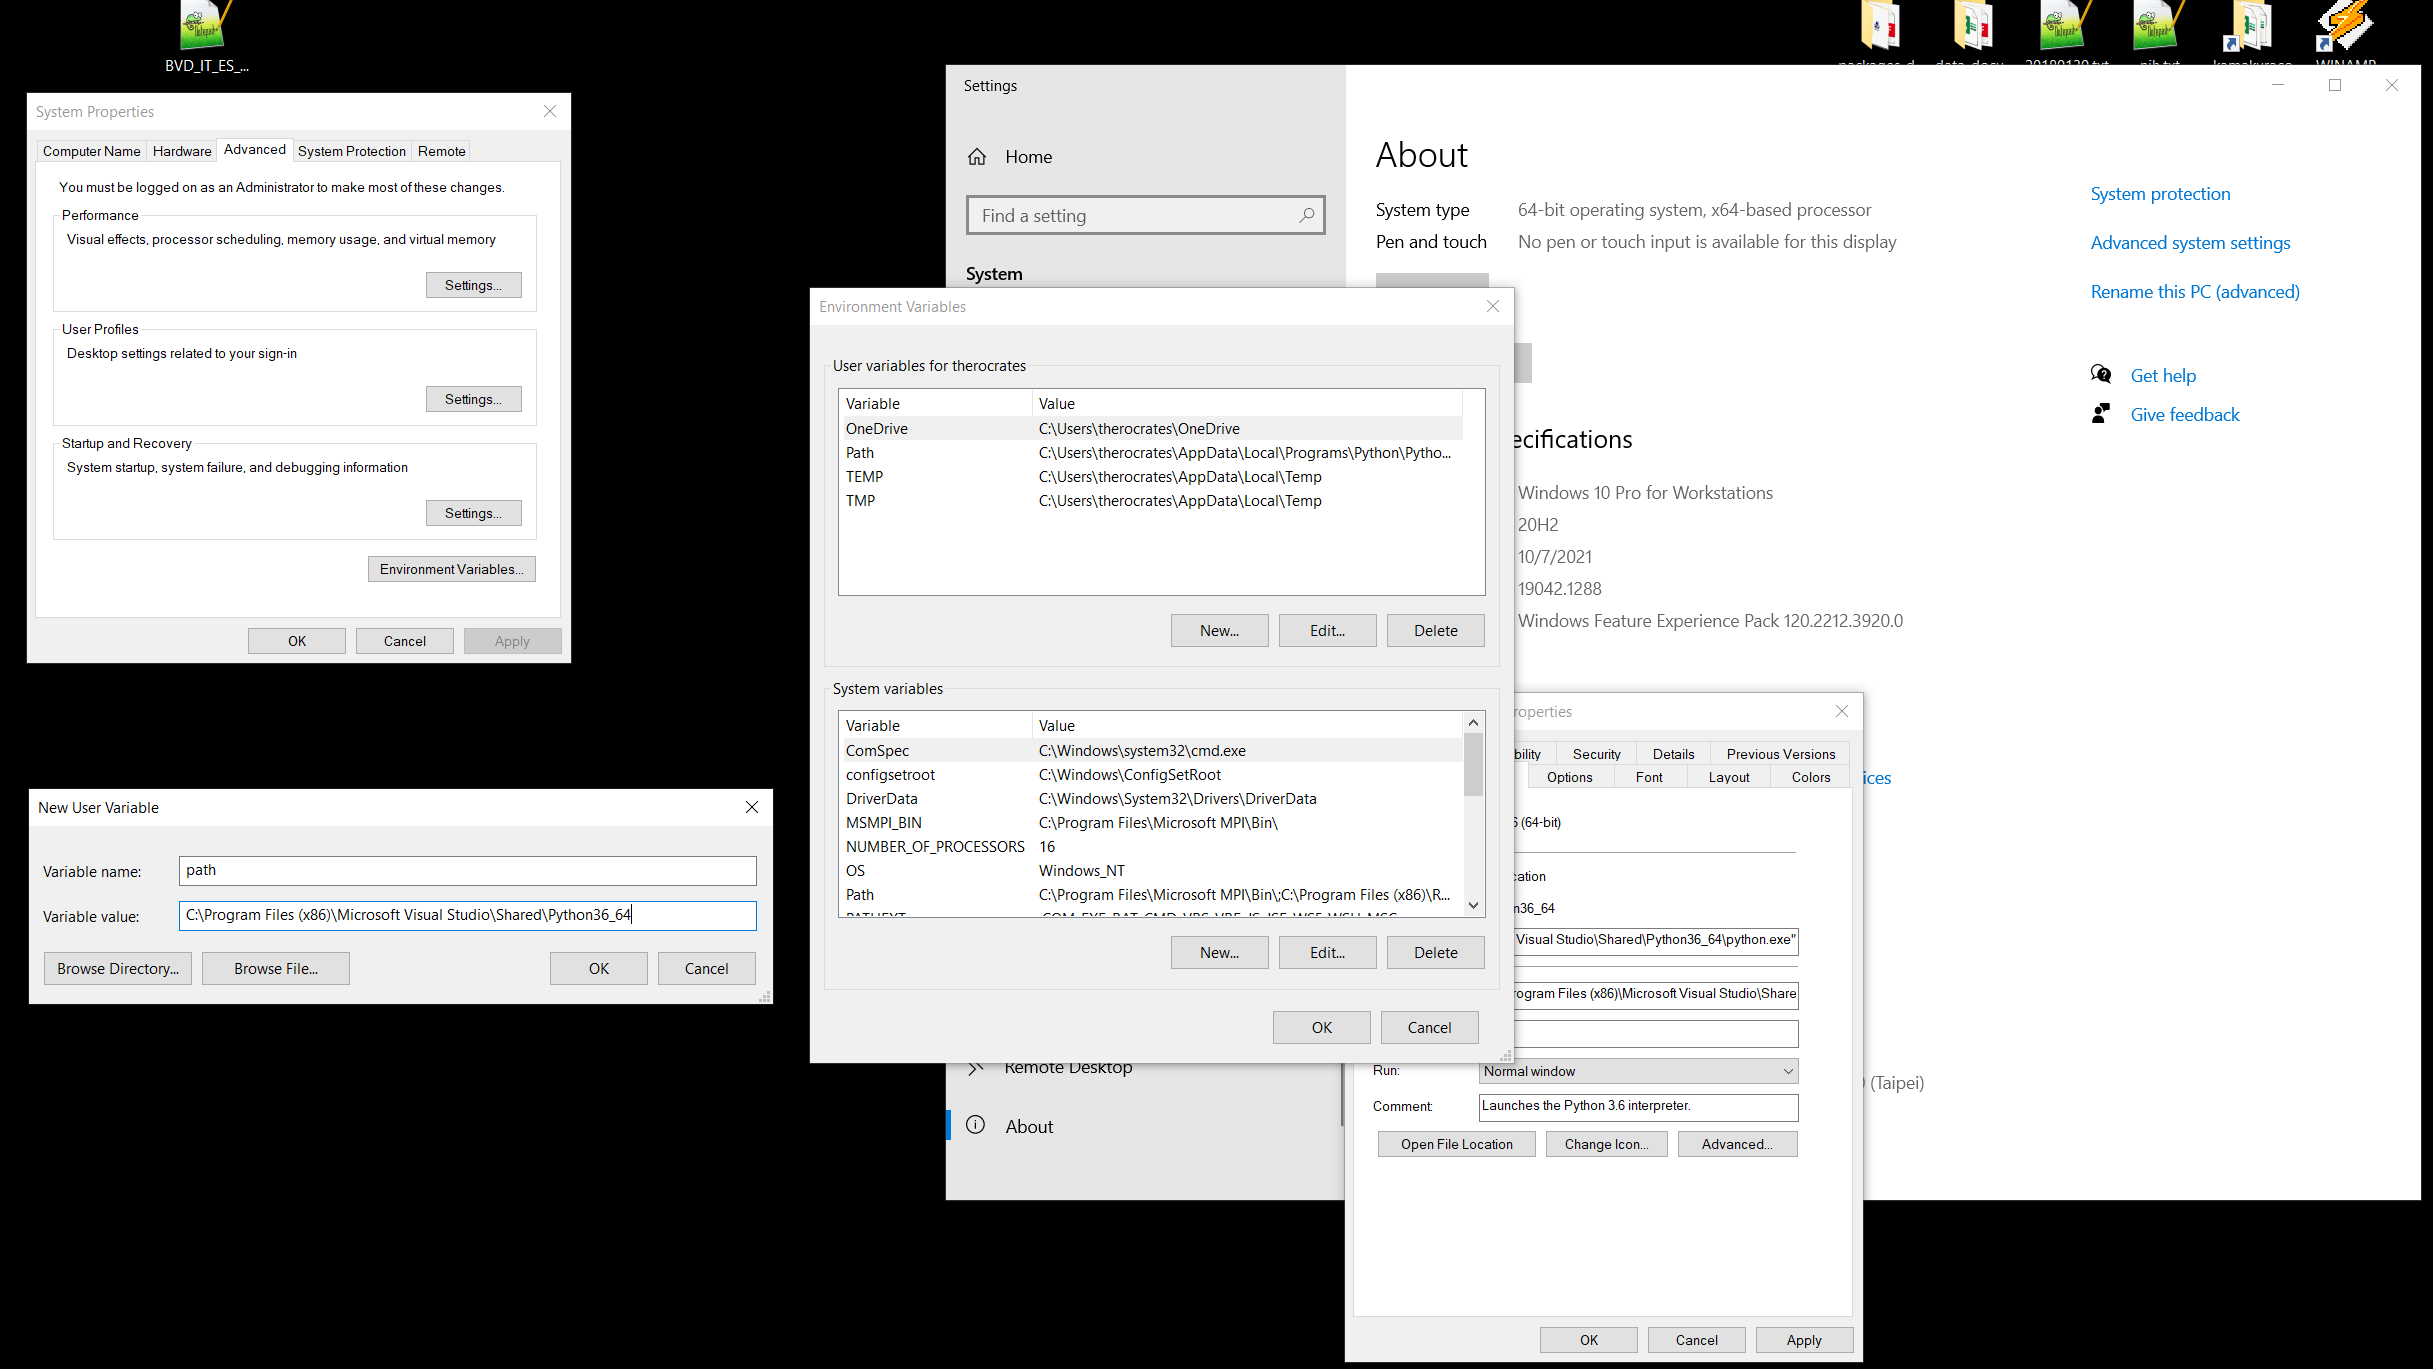 BVD_IT_ES_...
System Properties
Computer Name
Hardware
Advanced
System Protection
Remote
You must be logged on as an Administrator to make most of these changes.
Performance
Visual effects, processor scheduling, memory usage, and virtual memory
Settings...
User Profiles
Desktop settings related to your sign-in
Settings...
Startup and Recovery
System startup, system failure, and debugging information
Settings...
Environment Variables...
OK
Cancel
Apply
New User Variable
Variable name:
path
Variable value:
C:\Program Files (x86)\Microsoft Visual Studio\Shared\Python36_64
Browse Directory...
Browse File...
OK
Cancel
Settings
Home
Find a setting
System
Remote Desktop
About
About
System type
64-bit operating system, x64-based processor
Pen and touch
No pen or touch input is available for this display
ecifications
Windows 10 Pro for Workstations
20H2
10/7/2021
19042.1288
Windows Feature Experience Pack 120.2212.3920.0
ices
(Taipei)
System protection
Advanced system settings
Rename this PC (advanced)
Get help
Give feedback
Environment Variables
User variables for therocrates
Variable Value
OneDrive C:\Users\therocrates\OneDrive
Path C:\Users\therocrates\AppData\Local\Programs\Python\Pytho...
TEMP C:\Users\therocrates\AppData\Local\Temp
TMP C:\Users\therocrates\AppData\Local\Temp
New...
Edit...
Delete
System variables
Variable Value
ComSpec C:\Windows\system32\cmd.exe
configsetroot C:\Windows\ConfigSetRoot
DriverData C:\Windows\System32\Drivers\DriverData
MSMPI_BIN C:\Program Files\Microsoft MPI\Bin\
NUMBER_OF_PROCESSORS 16
OS Windows_NT
Path C:\Program Files\Microsoft MPI\Bin\;C:\Program Files (x86)\R...
New...
Edit...
Delete
OK
Cancel
roperties
bility
Security
Details
Previous Versions
Options
Font
Layout
Colors
6 (64-bit)
cation
n36_64
Visual Studio\Shared\Python36_64\python.exe"
rogram Files (x86)\Microsoft Visual Studio\Share
Run:
Normal window
Comment:
Launches the Python 3.6 interpreter.
Open File Location
Change Icon...
Advanced...
OK
Cancel
Apply